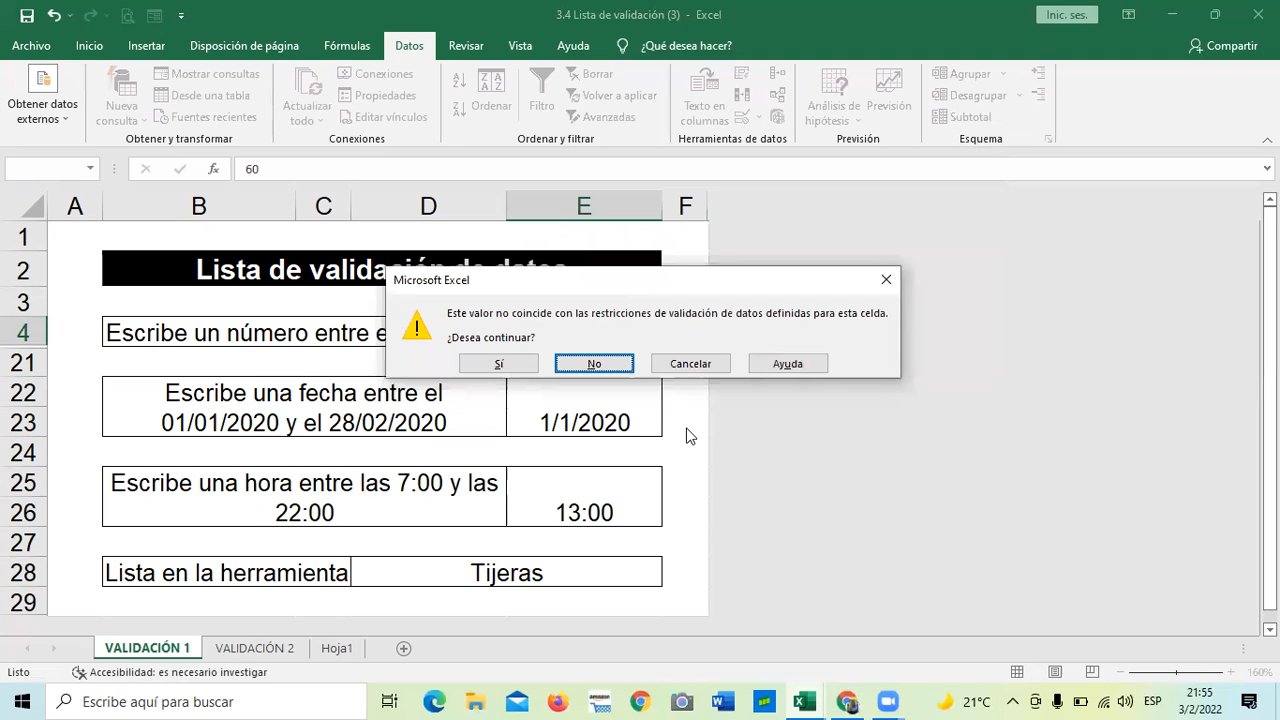 3.4 Lista de validación (3) - Excel
Inic. ses.
Archivo Inicio Insertar Disposición de página Fórmulas Datos Revisar Vista Ayuda ¿Qué desea hacer? Compartir
Obtener datos externos
Nueva consulta
Mostrar consultas
Desde una tabla
Fuentes recientes
Obtener y transformar
Actualizar todo
Conexiones
Propiedades
Editar vínculos
Conexiones
Ordenar
Filtro
Borrar
Volver a aplicar
Avanzadas
Ordenar y filtrar
Texto en columnas
Herramientas de datos
Análisis de hipótesis
Previsión
Previsión
Agrupar
Desagrupar
Subtotal
Esquema
fx 60
A B C D E F
1
2 Lista de validación de datos
3
4 Escribe un número entre e
21
22 Escribe una fecha entre el
23 01/01/2020 y el 28/02/2020 1/1/2020
24
25 Escribe una hora entre las 7:00 y las
26 22:00 13:00
27
28 Lista en la herramienta Tijeras
29
Microsoft Excel
Este valor no coincide con las restricciones de validación de datos definidas para esta celda.
¿Desea continuar?
Sí No Cancelar Ayuda
VALIDACIÓN 1 VALIDACIÓN 2 Hoja1
Listo Accesibilidad: es necesario investigar 160%
Escribe aquí para buscar
amazon
21°C
ESP
21:55
3/2/2022